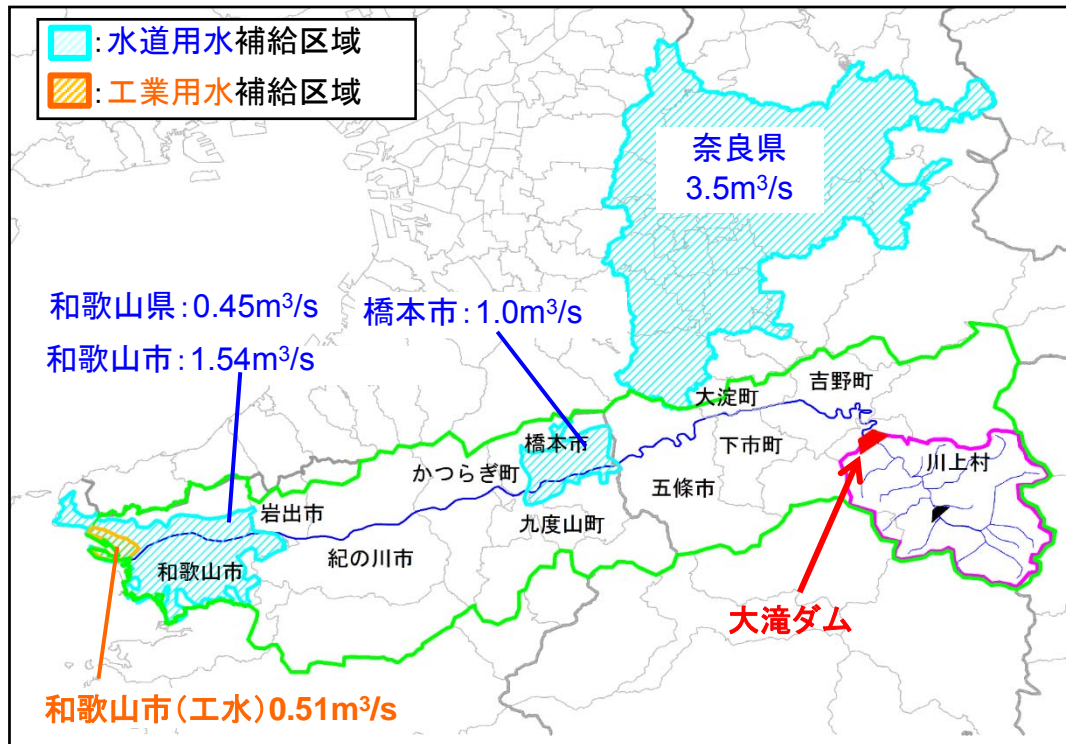 :水道用水補給区域
:工業用水補給区域
奈良県
3.5m³/s
和歌山県:0.45m³/s
橋本市:1.0m³/s
和歌山市:1.54m³/s
吉野町
大淀町
橋本市
下市町
川上村
かつらぎ町
五條市
岩出市
九度山町
紀の川市
和歌山市
大滝ダム
和歌山市(工水)0.51m³/s